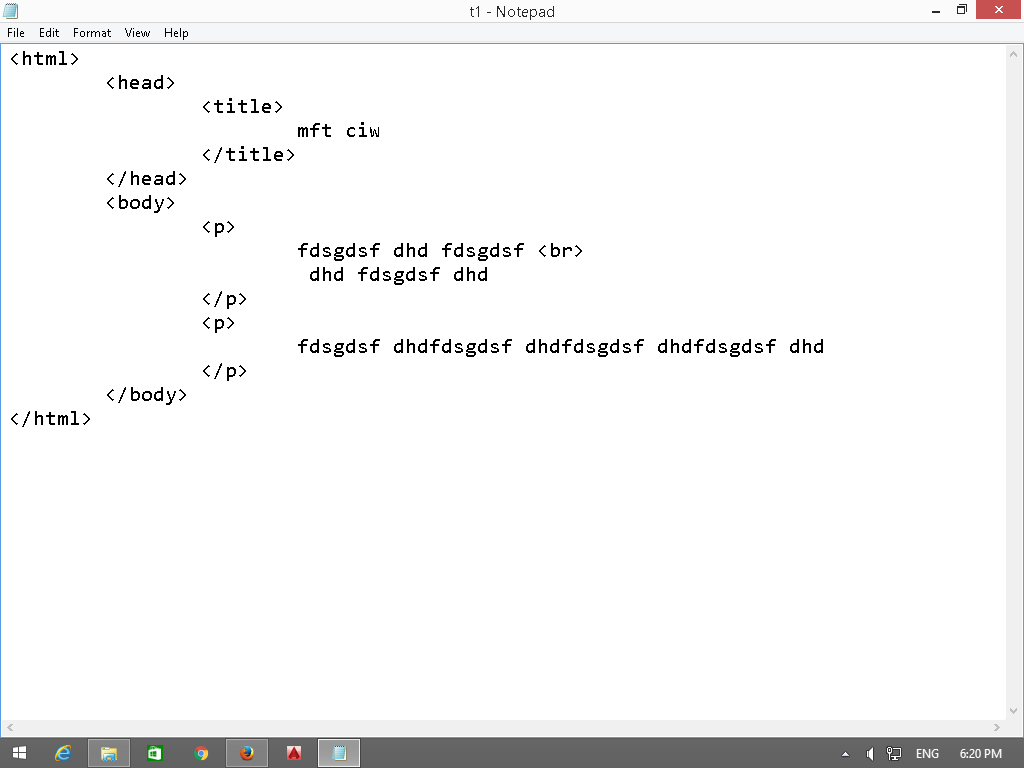 t1 - Notepad
File Edit Format View Help
<html>
<head>
<title>
mft ciw
</title>
</head>
<body>
<p>
fdsgdsf dhd fdsgdsf <br>
dhd fdsgdsf dhd
</p>
<p>
fdsgdsf dhdfdsgdsf dhdfdsgdsf dhdfdsgdsf dhd
</p>
</body>
</html>
ENG 6:20 PM